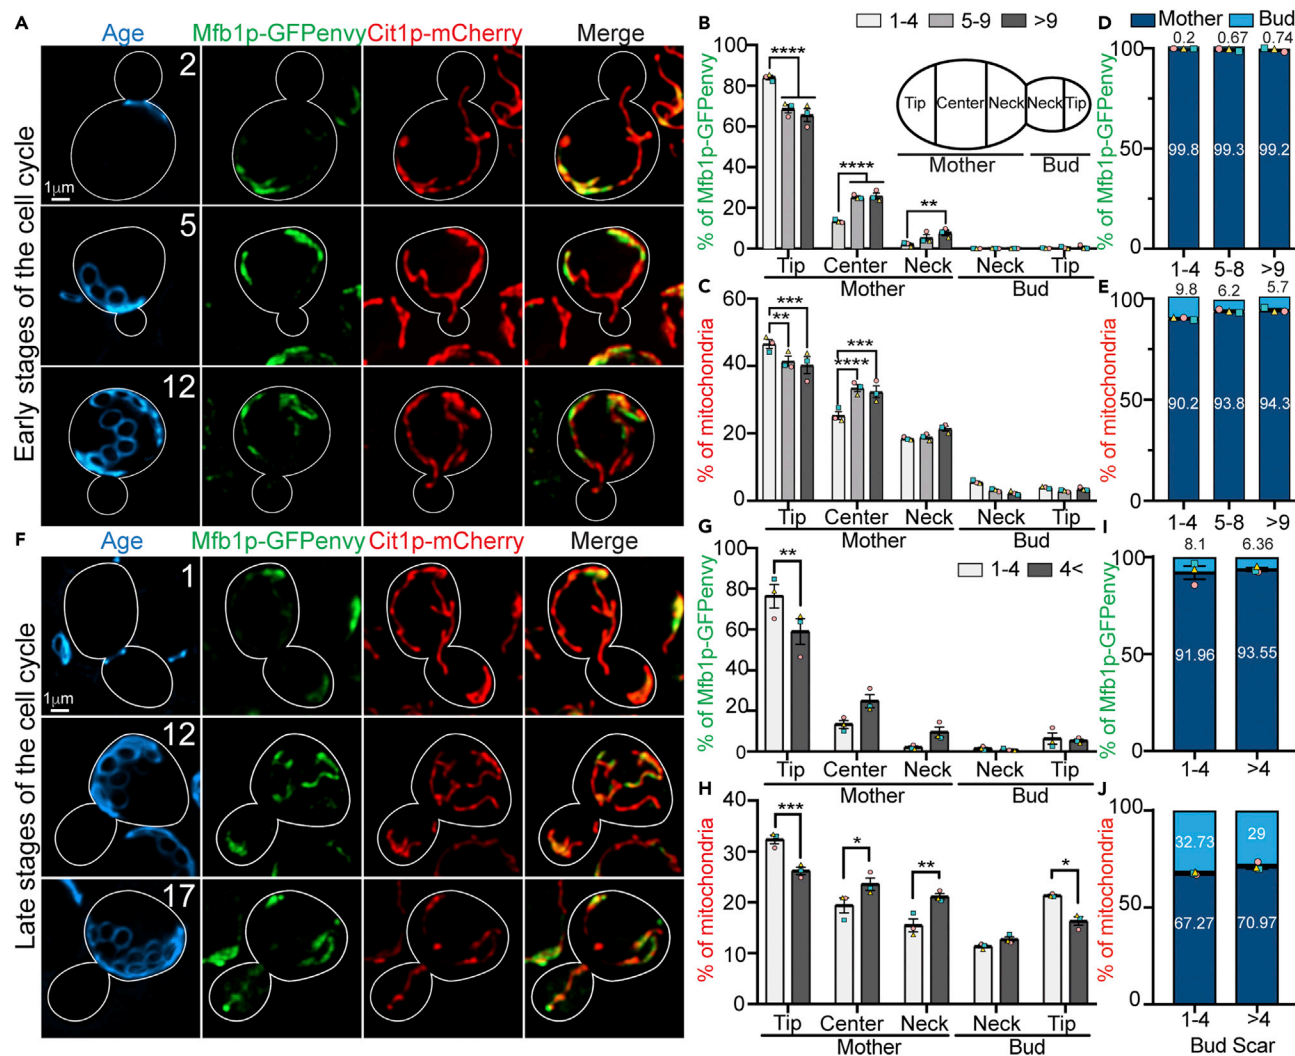 A
Age
Mfb1p-GFPenvy
Cit1p-mCherry
Merge
Early stages of the cell cycle
2
1μm
5
12
B
1-4
5-9
>9
% of Mfb1p-GFPenvy
100
80
60
40
20
0
****
****
**
Tip
Center
Neck
Neck
Tip
Mother
Bud
Tip
Center
Neck
Neck
Tip
Mother
Bud
C
% of mitochondria
60
40
20
0
***
**
***
****
Tip
Center
Neck
Neck
Tip
Mother
Bud
D
Mother
Bud
% of Mfb1p-GFPenvy
100
50
0
0.2
0.67
0.74
99.8
99.3
99.2
1-4
5-8
>9
E
% of mitochondria
100
50
0
9.8
6.2
5.7
90.2
93.8
94.3
1-4
5-8
>9
F
Age
Mfb1p-GFPenvy
Cit1p-mCherry
Merge
Late stages of the cell cycle
1
1μm
12
17
G
1-4
4<
% of Mfb1p-GFPenvy
100
80
60
40
20
0
**
Tip
Center
Neck
Neck
Tip
Mother
Bud
H
% of mitochondria
40
30
20
10
0
***
*
**
*
Tip
Center
Neck
Neck
Tip
Mother
Bud
I
% of Mfb1p-GFPenvy
100
50
0
8.1
6.36
91.96
93.55
1-4
>4
J
% of mitochondria
100
50
0
32.73
29
67.27
70.97
1-4
>4
Bud Scar